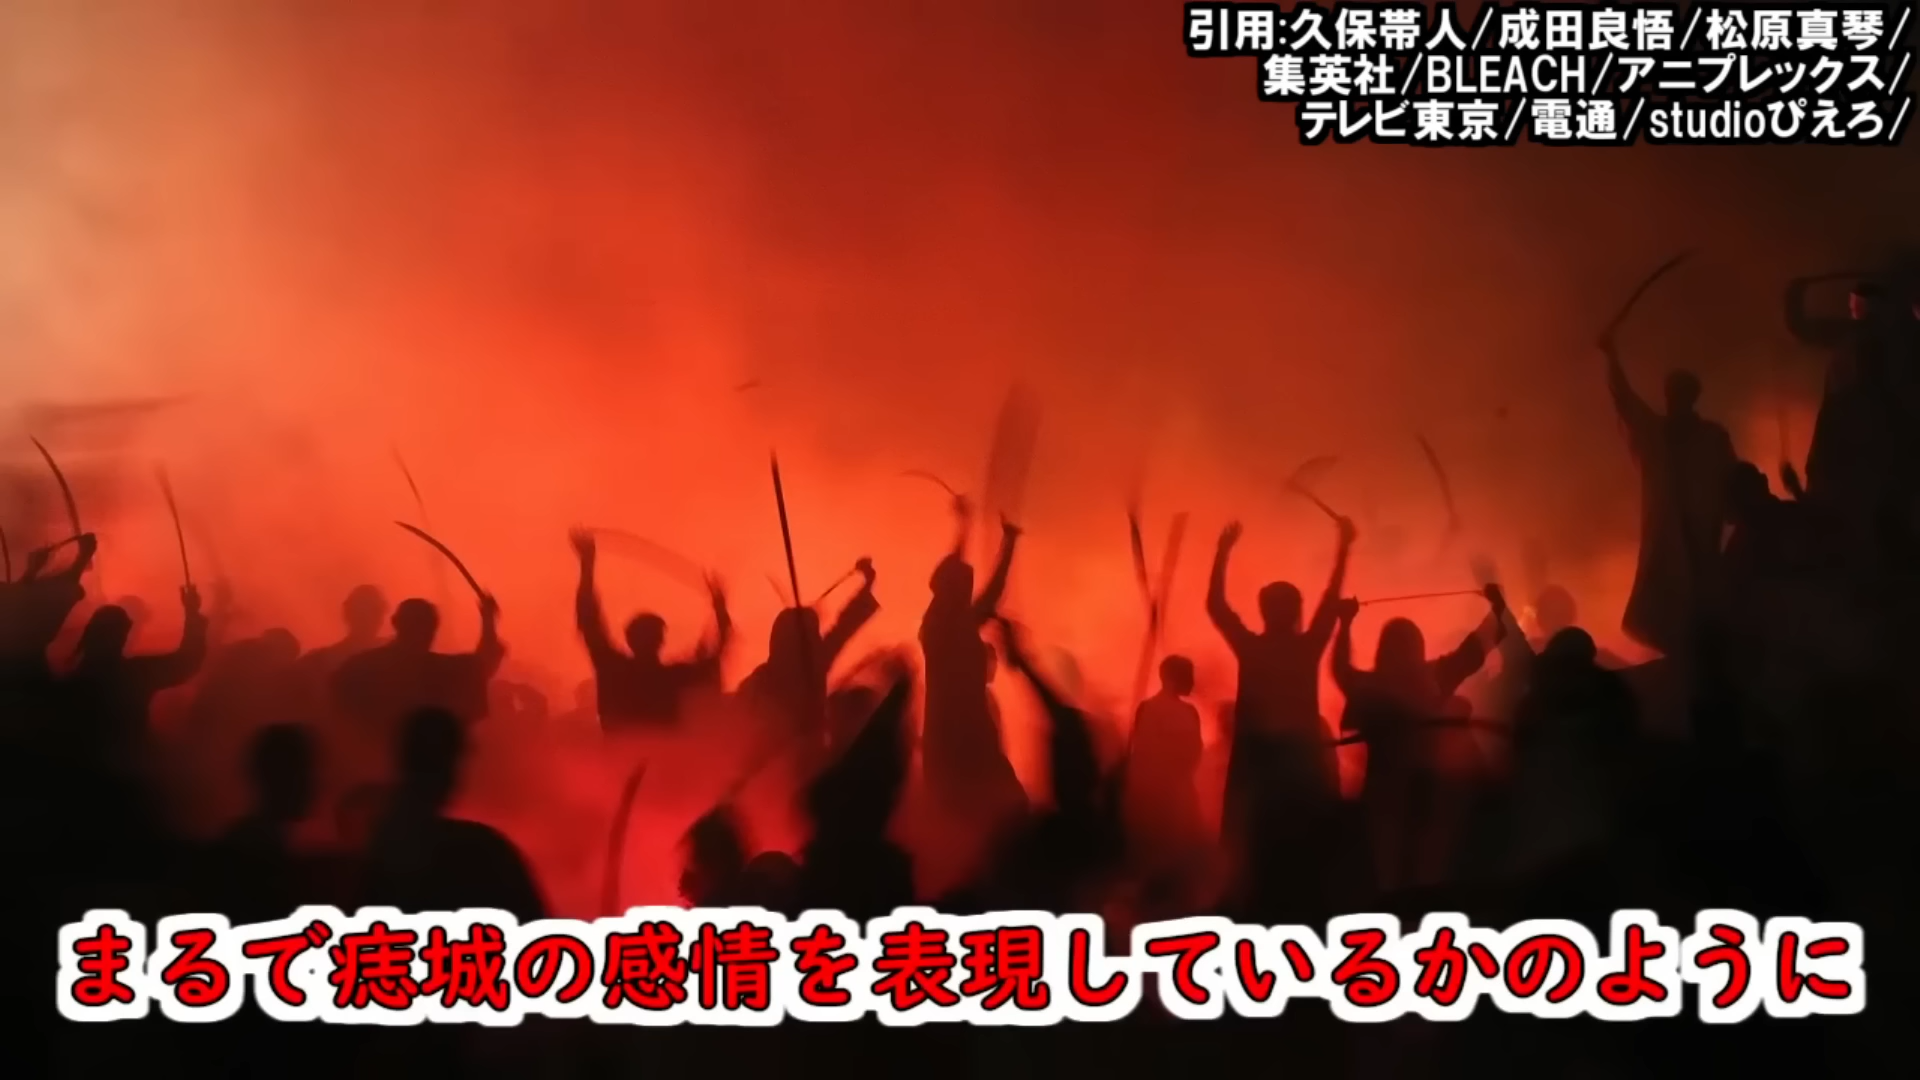 引用:久保帯人/成田良悟/松原真琴/
集英社/BLEACH/アニプレックス/
テレビ東京/電通/studioぴえろ/
まるで痣城の感情を表現しているかのように